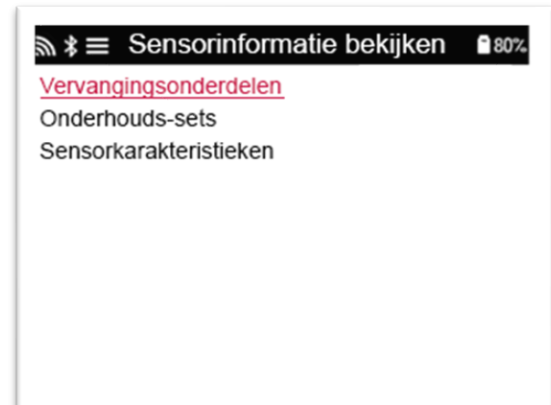 Sensorinformatie bekijken 80%
Vervangingsonderdelen
Onderhouds-sets
Sensorkarakteristieken